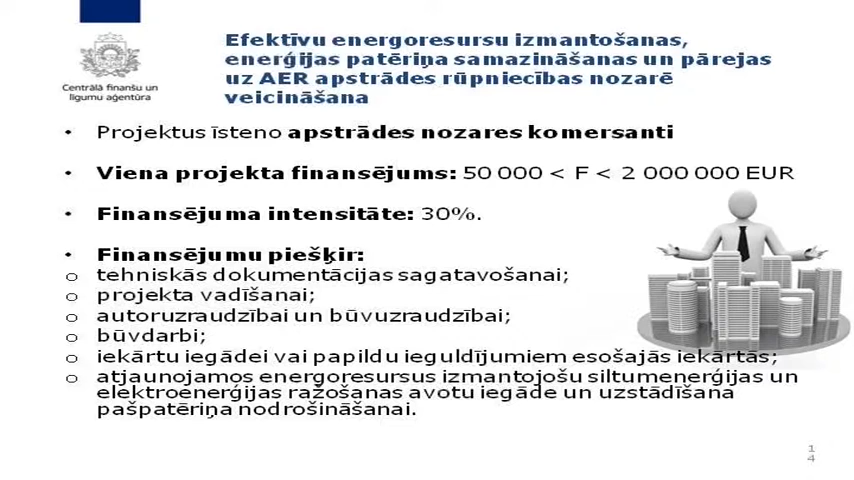 Centrālā finanšu un
līgumu aģentūra
Efektīvu energoresursu izmantošanas,
enerģijas patēriņa samazināšanas un pārejas
uz AER apstrādes rūpniecības nozarē
veicināšana
• Projektus īsteno apstrādes nozares komersanti
• Viena projekta finansējums: 50 000 < F < 2 000 000 EUR
• Finansējuma intensitāte: 30%.
• Finansējumu piešķir:
o tehniskās dokumentācijas sagatavošanai;
o projekta vadīšanai;
o autoruzraudzībai un būvuzraudzībai;
o būvdarbi;
o iekārtu iegādei vai papildu ieguldījumiem esošajās iekārtās;
o atjaunojamos energoresursus izmantojošu siltumenerģijas un
elektroenerģijas ražošanas avotu iegāde un uzstādīšana
pašpatēriņa nodrošināšanai.
1
4